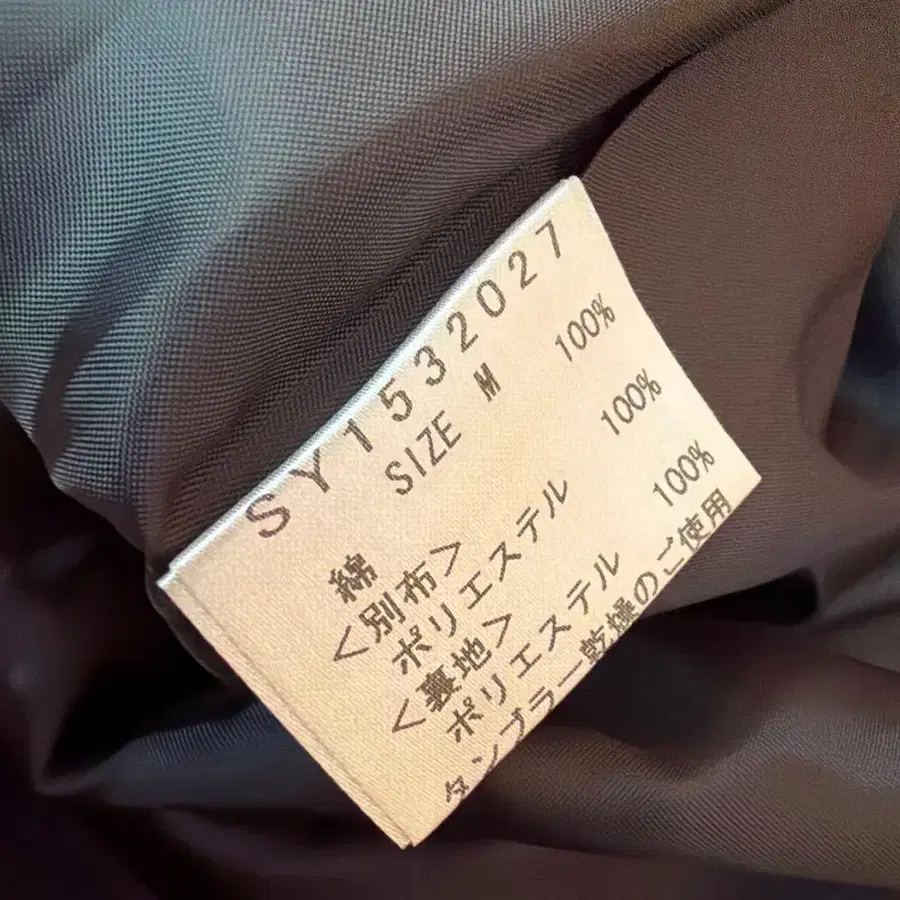 SY1532027
SIZE M
綿 100%
<別布>
ポリエステル 100%
<裏地>
ポリエステル 100%
タンブラー乾燥のご使用